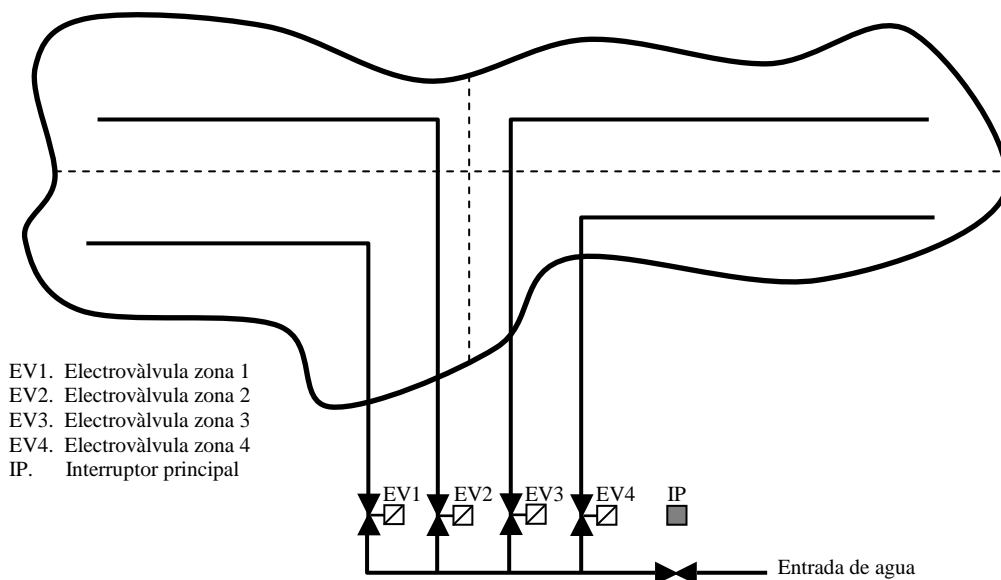 EV1. Electrovàlvula zona 1
EV2. Electrovàlvula zona 2
EV3. Electrovàlvula zona 3
EV4. Electrovàlvula zona 4
IP. Interruptor principal
EV1 EV2 EV3 EV4 IP
Entrada de agua